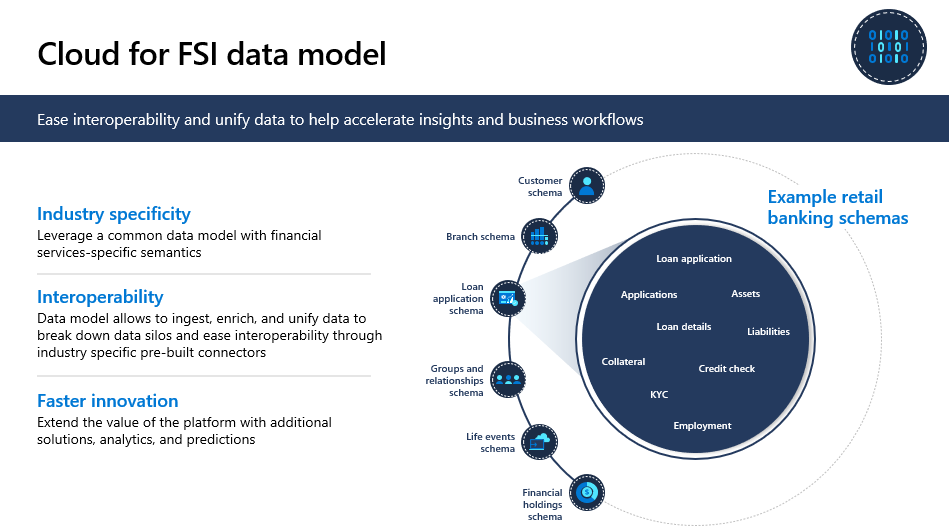 Cloud for FSI data model
01010
1010
01010
Ease interoperability and unify data to help accelerate insights and business workflows
Industry specificity
Leverage a common data model with financial
services-specific semantics
Interoperability
Data model allows to ingest, enrich, and unify data to
break down data silos and ease interoperability through
industry specific pre-built connectors
Faster innovation
Extend the value of the platform with additional
solutions, analytics, and predictions
Customer
schema
Branch schema
Loan
application
schema
Groups and
relationships
schema
Life events
schema
Financial
holdings
schema
$
Example retail
banking schemas
Loan application
Applications
Assets
Loan details
Liabilities
Collateral
Credit check
KYC
Employment